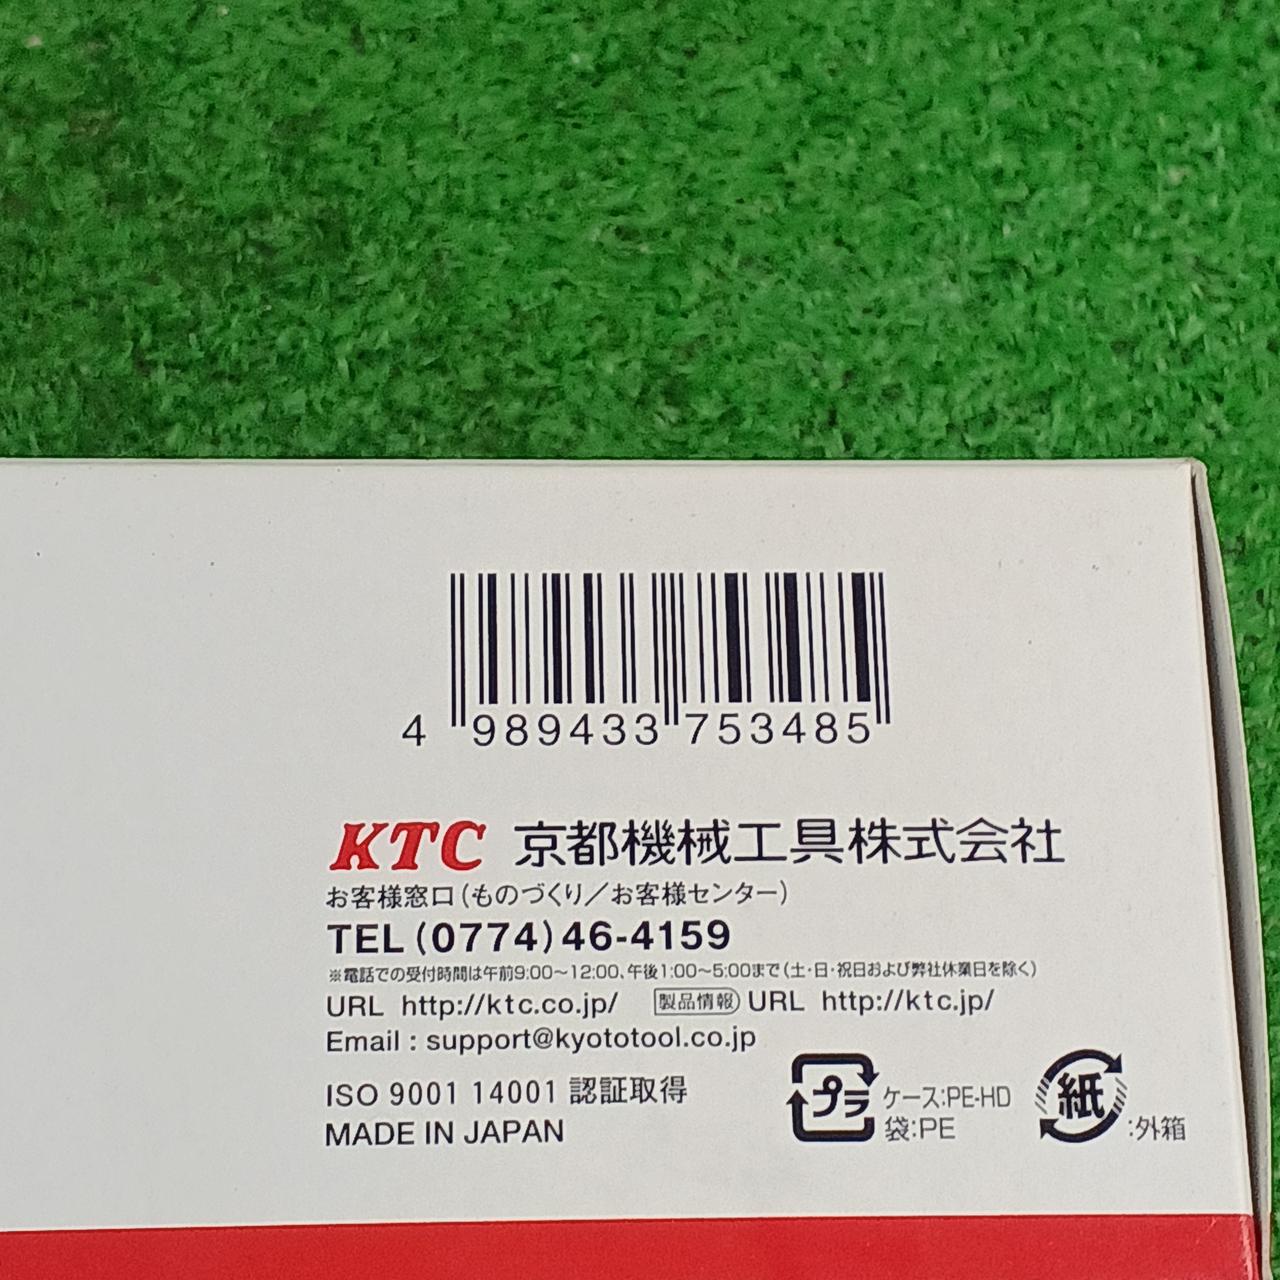 4 989433 753485
KTC 京都機械工具株式会社
お客様窓口(ものづくり/お客様センター)
TEL(0774)46-4159
※電話での受付時間は午前9:00～12:00、午後1:00～5:00まで(土・日・祝日および弊社休業日を除く)
URL http://ktc.co.jp/ 製品情報 URL http://ktc.jp/
Email : support@kyototool.co.jp
ISO 9001 14001 認証取得
MADE IN JAPAN
プラ ケース:PE-HD
袋:PE
紙 :外箱